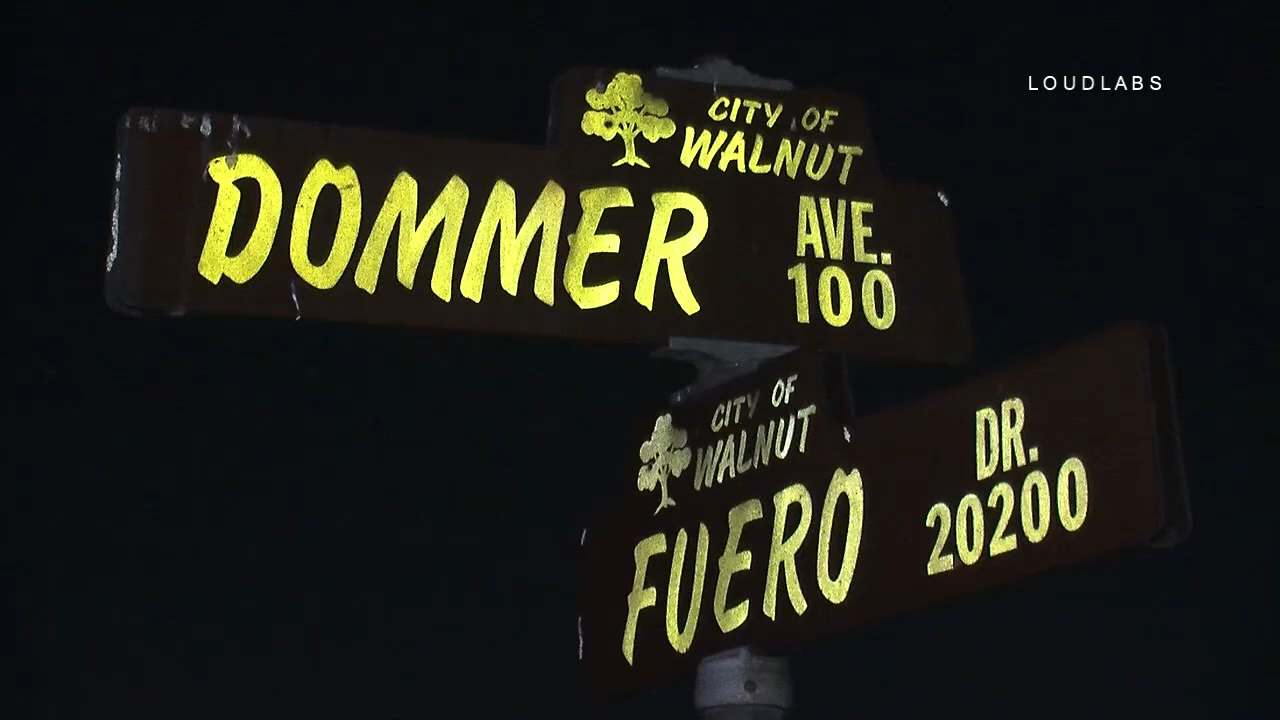 LOUDLABS
CITY OF
WALNUT
DOMMER AVE.
100
CITY OF
WALNUT
FUERO DR.
20200